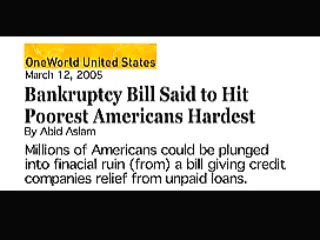 OneWorld United States
March 12, 2005
Bankruptcy Bill Said to Hit
Poorest Americans Hardest
By Abid Aslam
Millions of Americans could be plunged
into finacial ruin (from) a bill giving credit
companies relief from unpaid loans.